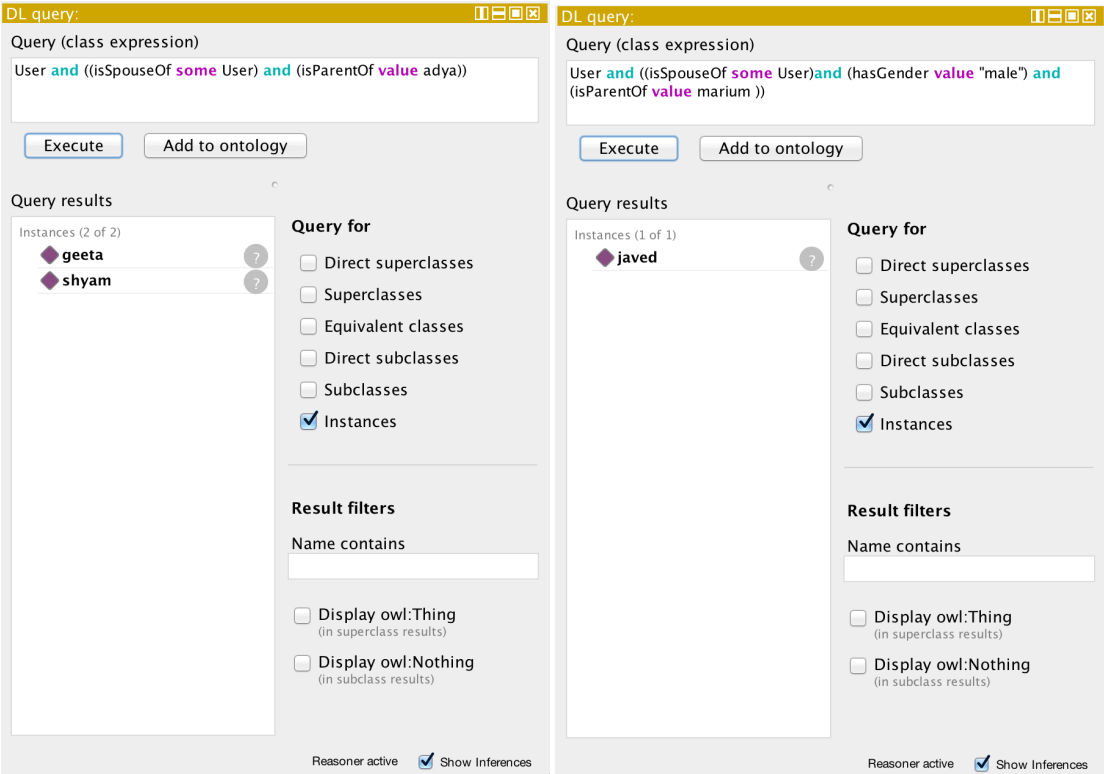 DL query:
Query (class expression)
User and ((isSpouseOf some User) and (isParentOf value adya))
Execute
Add to ontology
Query results
Instances (2 of 2)
geeta
?
shyam
?
Query for
Direct superclasses
Superclasses
Equivalent classes
Direct subclasses
Subclasses
Instances
Result filters
Name contains
Display owl:Thing
(in superclass results)
Display owl:Nothing
(in subclass results)
Reasoner active
Show Inferences
DL query:
Query (class expression)
User and ((isSpouseOf some User)and (hasGender value "male") and
(isParentOf value marium ))
Execute
Add to ontology
Query results
Instances (1 of 1)
javed
?
Query for
Direct superclasses
Superclasses
Equivalent classes
Direct subclasses
Subclasses
Instances
Result filters
Name contains
Display owl:Thing
(in superclass results)
Display owl:Nothing
(in subclass results)
Reasoner active
Show Inferences